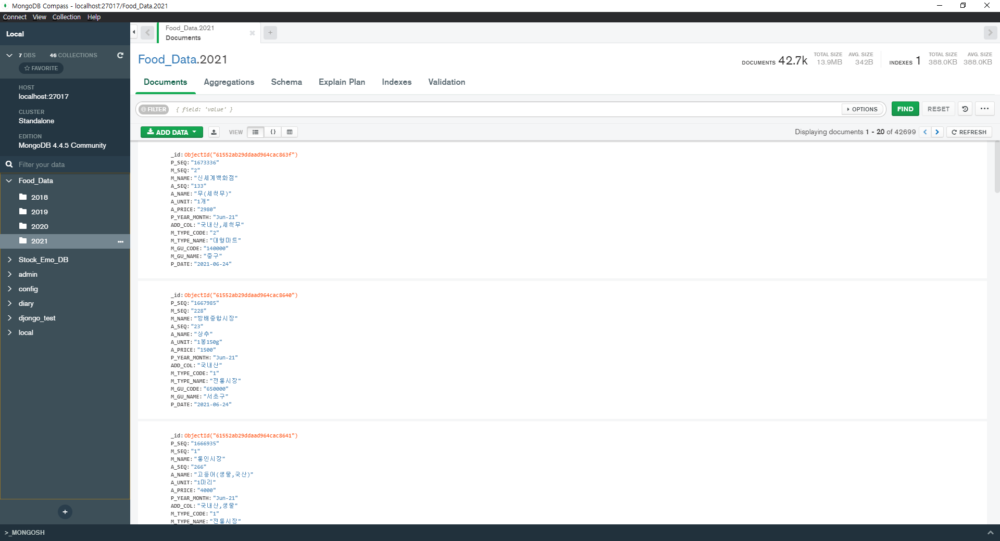 MongoDB Compass - localhost:27017/Food_Data.2021
Connect View Collection Help
Local
7 DBS 46 COLLECTIONS
FAVORITE
HOST
localhost:27017
CLUSTER
Standalone
EDITION
MongoDB 4.4.5 Community
Filter your data
Food_Data
2018
2019
2020
2021
Stock_Emo_DB
admin
config
diary
djongo_test
local
Food_Data.2021
Documents
Food_Data.2021
DOCUMENTS 42.7k TOTAL SIZE 13.9MB AVG. SIZE 342B INDEXES 1 TOTAL SIZE 388.0KB AVG. SIZE 388.0KB
Documents Aggregations Schema Explain Plan Indexes Validation
FILTER { field: 'value' } OPTIONS FIND RESET
ADD DATA VIEW {} Displaying documents 1 - 20 of 42699 REFRESH
_id: ObjectId("61552ab29ddaad964cac863f")
P_SEQ: "1673336"
M_SEQ: "2"
M_NAME: "신세계백화점"
A_SEQ: "133"
A_NAME: "무(세척무)"
A_UNIT: "1개"
A_PRICE: "2980"
P_YEAR_MONTH: "Jun-21"
ADD_COL: "국내산,세척무"
M_TYPE_CODE: "2"
M_TYPE_NAME: "대형마트"
M_GU_CODE: "140000"
M_GU_NAME: "중구"
P_DATE: "2021-06-24"
_id: ObjectId("61552ab29ddaad964cac8640")
P_SEQ: "1667985"
M_SEQ: "228"
M_NAME: "방배종합시장"
A_SEQ: "23"
A_NAME: "상추"
A_UNIT: "1봉150g"
A_PRICE: "1500"
P_YEAR_MONTH: "Jun-21"
ADD_COL: "국내산"
M_TYPE_CODE: "1"
M_TYPE_NAME: "전통시장"
M_GU_CODE: "650000"
M_GU_NAME: "서초구"
P_DATE: "2021-06-24"
_id: ObjectId("61552ab29ddaad964cac8641")
P_SEQ: "1666935"
M_SEQ: "1"
M_NAME: "통인시장"
A_SEQ: "266"
A_NAME: "고등어(생물,국산)"
A_UNIT: "1마리"
A_PRICE: "4000"
P_YEAR_MONTH: "Jun-21"
ADD_COL: "국내산,생물"
M_TYPE_CODE: "1"
M_TYPE_NAME: "전통시장"
>_MONGOSH